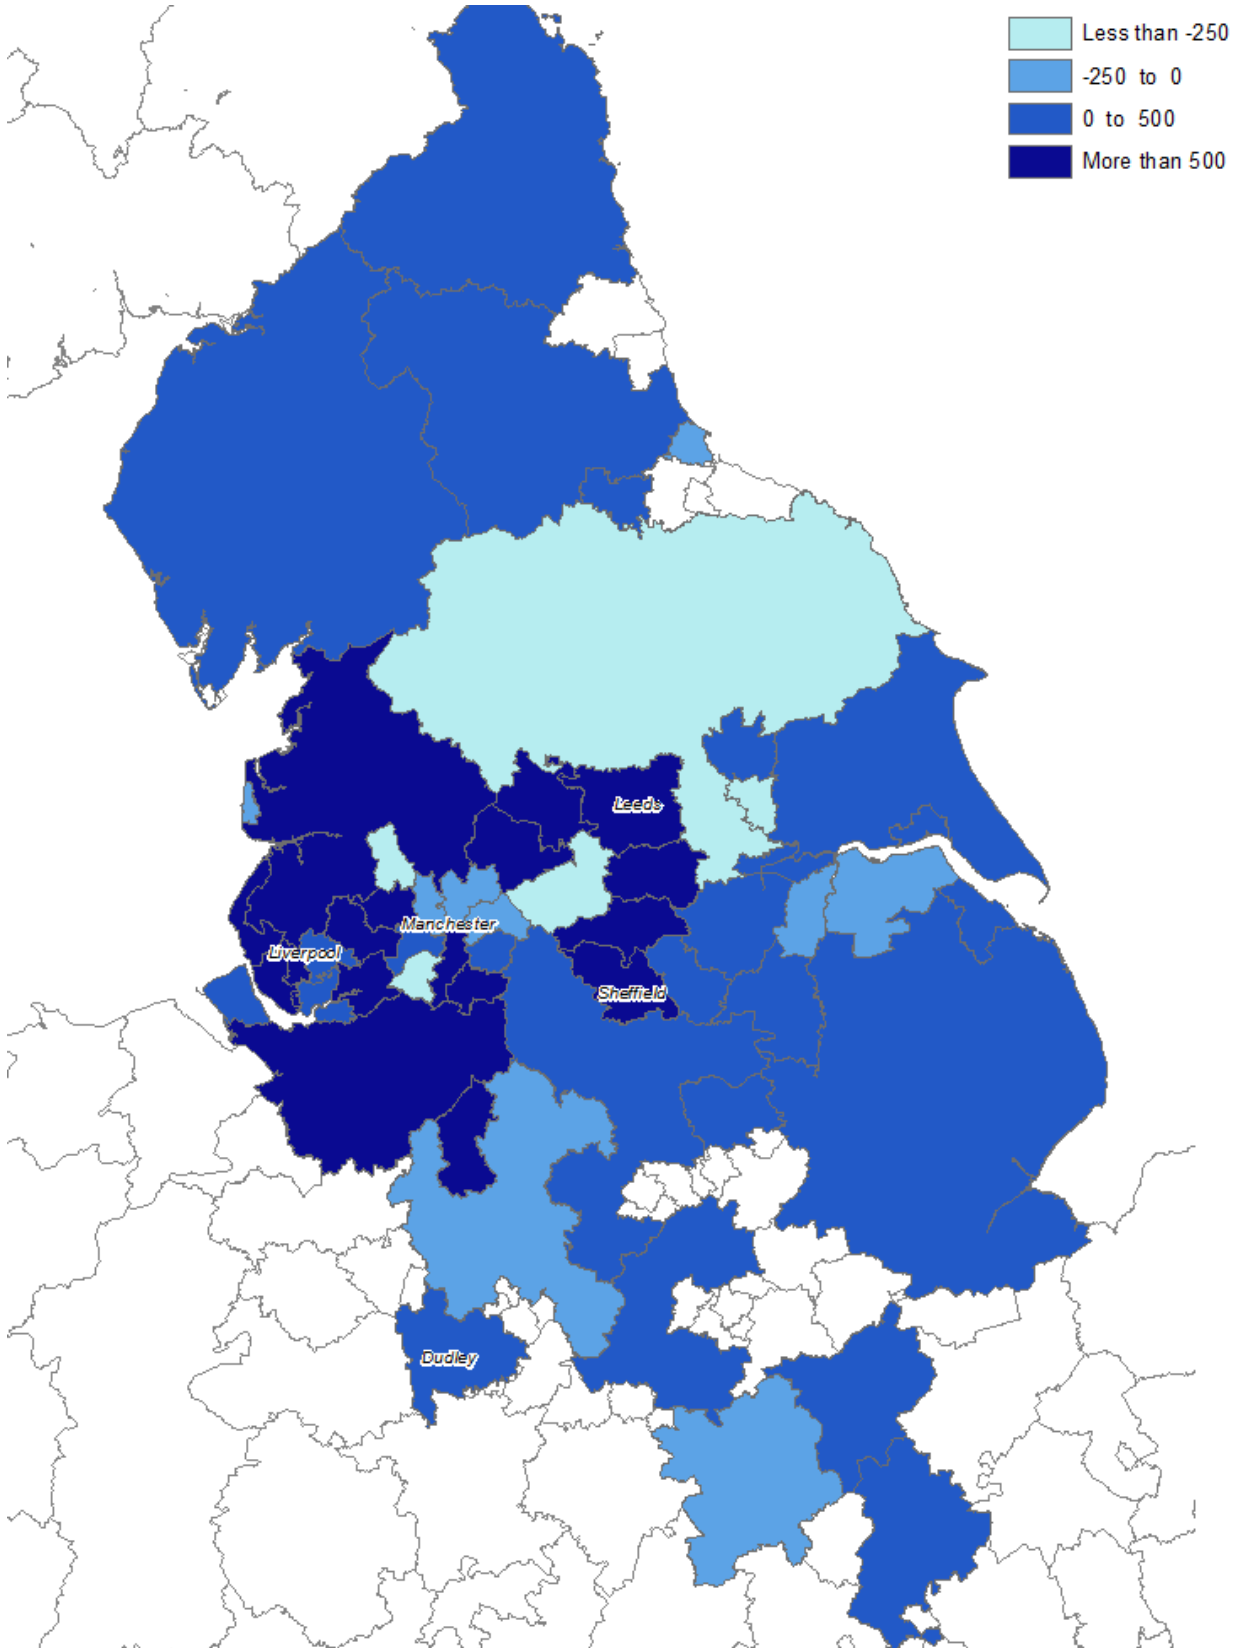 Less than -250
-250 to 0
0 to 500
More than 500
Leeds
Manchester
Liverpool
Sheffield
Dudley